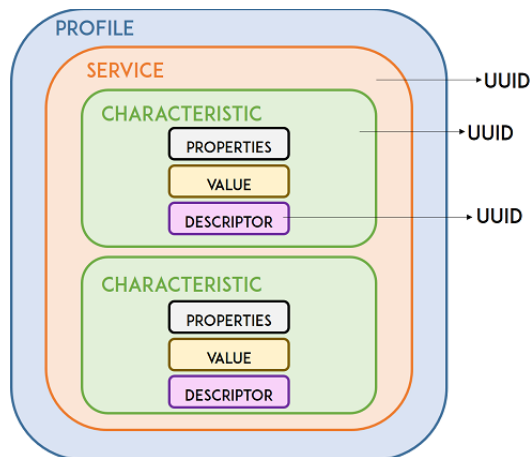 PROFILE
SERVICE
UUID
CHARACTERISTIC
UUID
PROPERTIES
VALUE
DESCRIPTOR
UUID
CHARACTERISTIC
PROPERTIES
VALUE
DESCRIPTOR